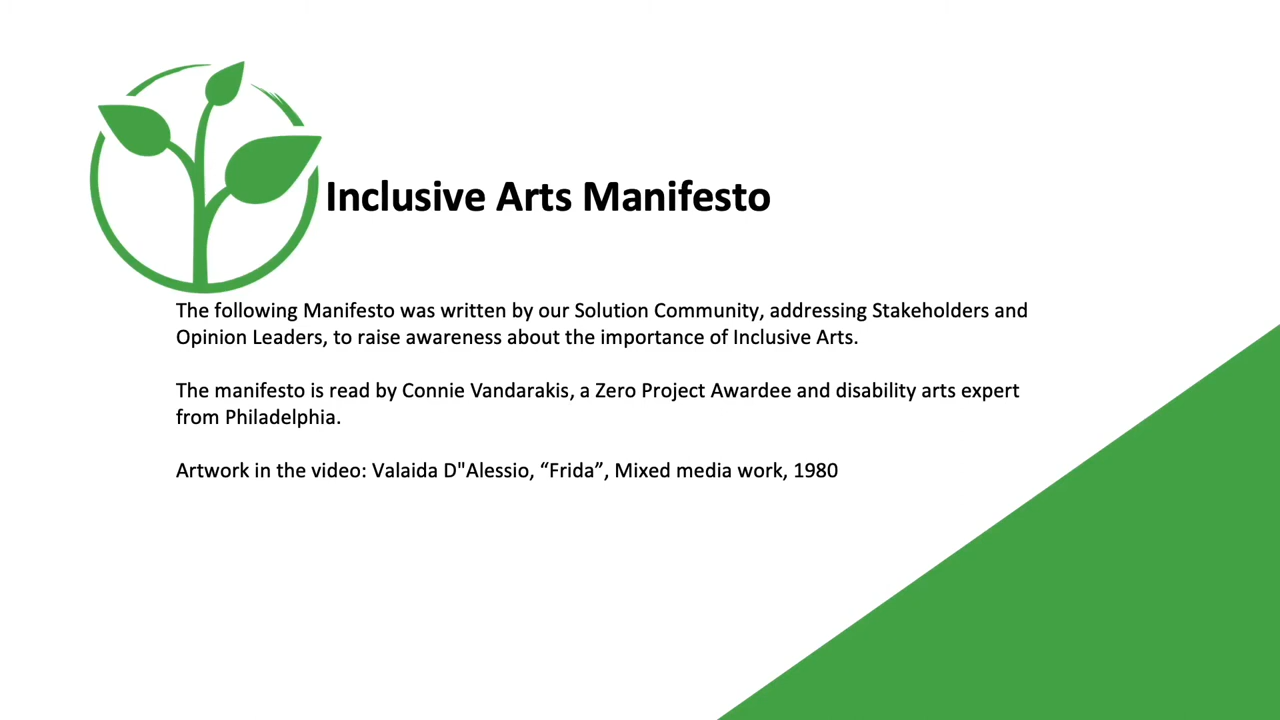 Inclusive Arts Manifesto
The following Manifesto was written by our Solution Community, addressing Stakeholders and
Opinion Leaders, to raise awareness about the importance of Inclusive Arts.
The manifesto is read by Connie Vandarakis, a Zero Project Awardee and disability arts expert
from Philadelphia.
Artwork in the video: Valaida D"Alessio, “Frida”, Mixed media work, 1980